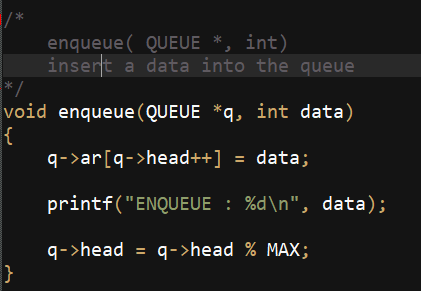 /*
    enqueue( QUEUE *, int)
    insert a data into the queue
*/
void enqueue(QUEUE *q, int data)
{
    q->ar[q->head++] = data;

    printf("ENQUEUE : %d\n", data);

    q->head = q->head % MAX;
}